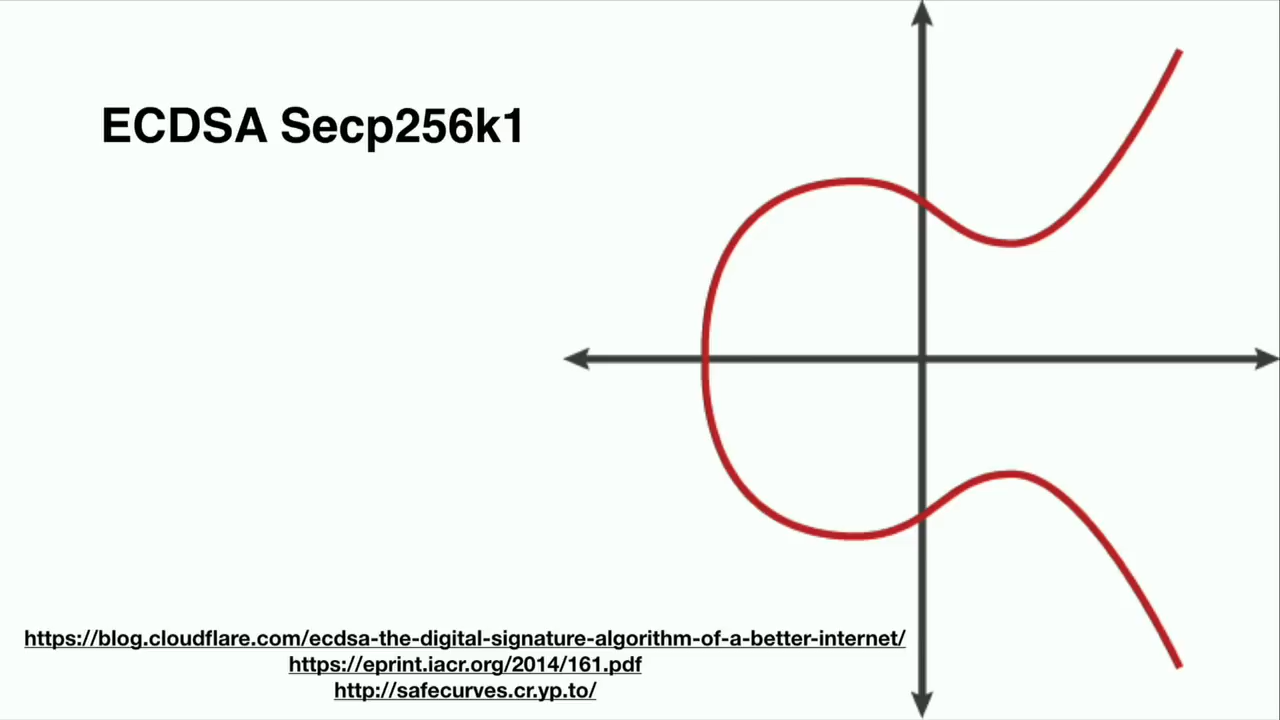 ECDSA Secp256k1
https://blog.cloudflare.com/ecdsa-the-digital-signature-algorithm-of-a-better-internet/
https://eprint.iacr.org/2014/161.pdf
http://safecurves.cr.yp.to/